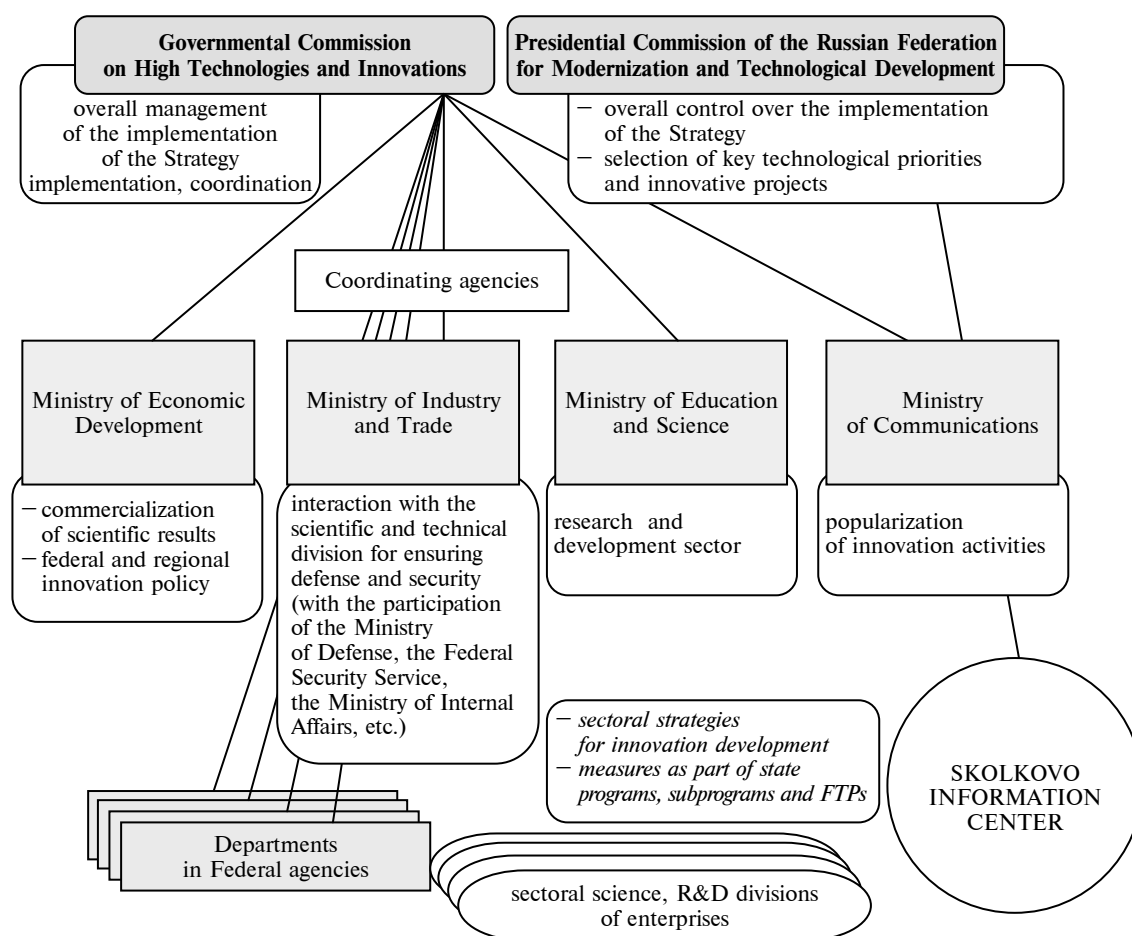 Governmental Commission
on High Technologies and Innovations
Presidential Commission of the Russian Federation
for Modernization and Technological Development
overall management
of the implementation
of the Strategy
implementation, coordination
– overall control over the implementation
of the Strategy
– selection of key technological priorities
and innovative projects
Coordinating agencies
Ministry of Economic
Development
Ministry of Industry
and Trade
Ministry of Education
and Science
Ministry
of Communications
– commercialization
of scientific results
– federal and regional
innovation policy
interaction with the
scientific and technical
division for ensuring
defense and security
(with the participation
of the Ministry
of Defense, the Federal
Security Service,
the Ministry of Internal
Affairs, etc.)
research and
development sector
popularization
of innovation activities
– sectoral strategies
for innovation development
– measures as part of state
programs, subprograms and FTPs
SKOLKOVO
INFORMATION
CENTER
Departments
in Federal agencies
sectoral science, R&D divisions
of enterprises